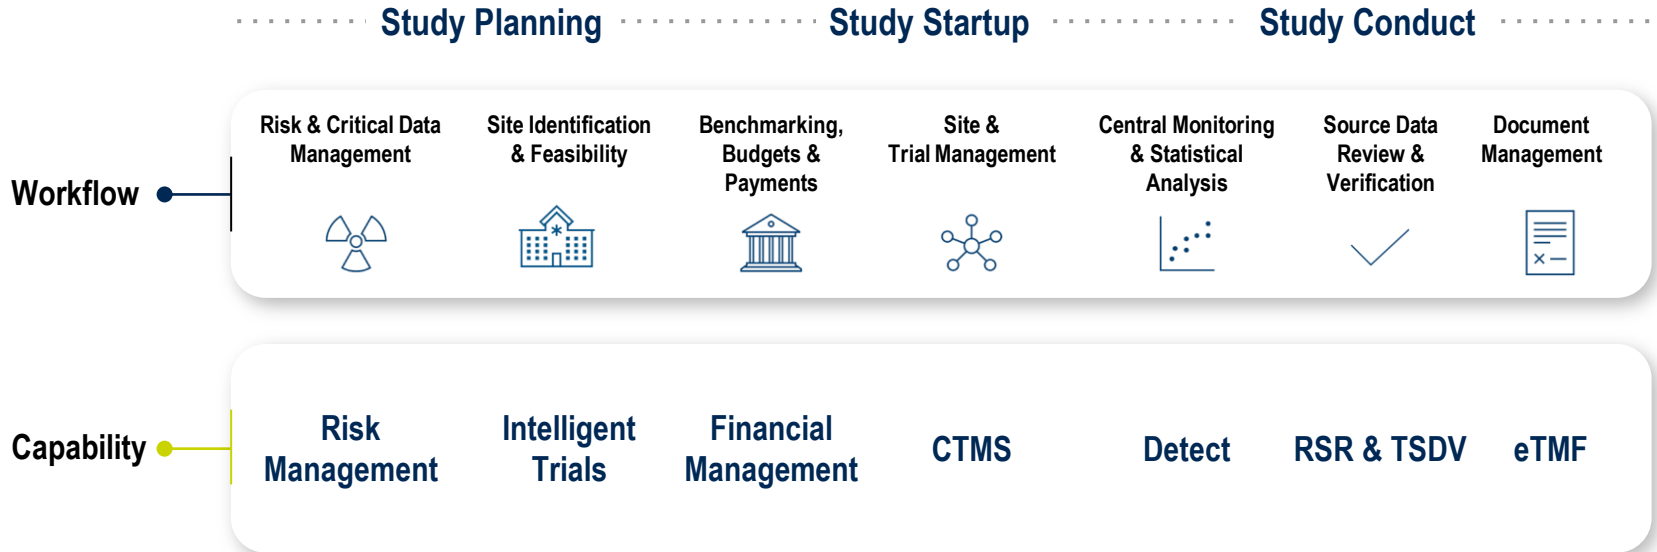 Study Planning
Study Startup
Study Conduct
Workflow
Risk & Critical Data
Management
Site Identification
& Feasibility
Benchmarking,
Budgets &
Payments
Site &
Trial Management
Central Monitoring
& Statistical
Analysis
Source Data
Review &
Verification
Document
Management
Capability
Risk
Management
Intelligent
Trials
Financial
Management
CTMS
Detect
RSR & TSDV
eTMF